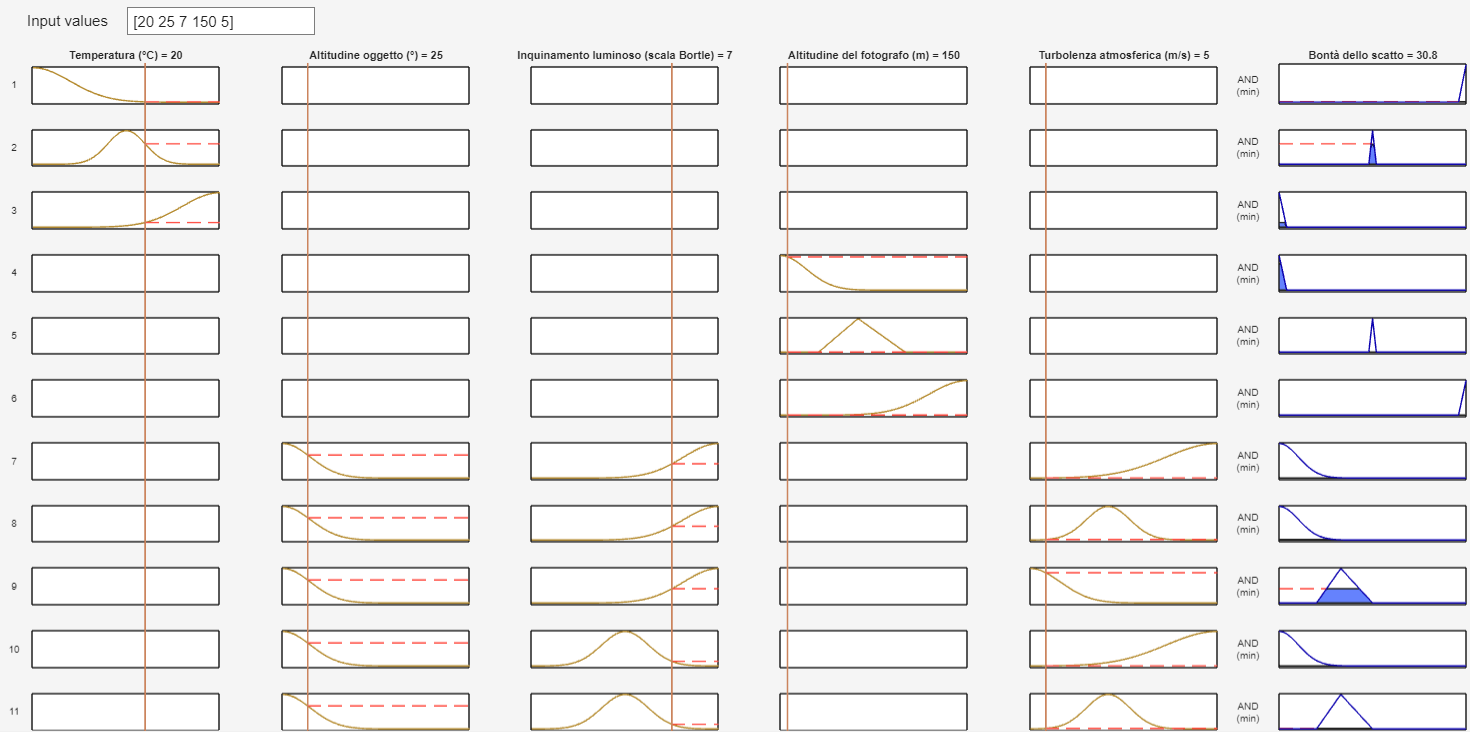 Input values [20 25 7 150 5]
Temperatura (°C) = 20 Altitudine oggetto (°) = 25 Inquinamento luminoso (scala Bortle) = 7 Altitudine del fotografo (m) = 150 Turbolenza atmosferica (m/s) = 5 Bontà dello scatto = 30.8
1 AND
(min)
2 AND
(min)
3 AND
(min)
4 AND
(min)
5 AND
(min)
6 AND
(min)
7 AND
(min)
8 AND
(min)
9 AND
(min)
10 AND
(min)
11 AND
(min)